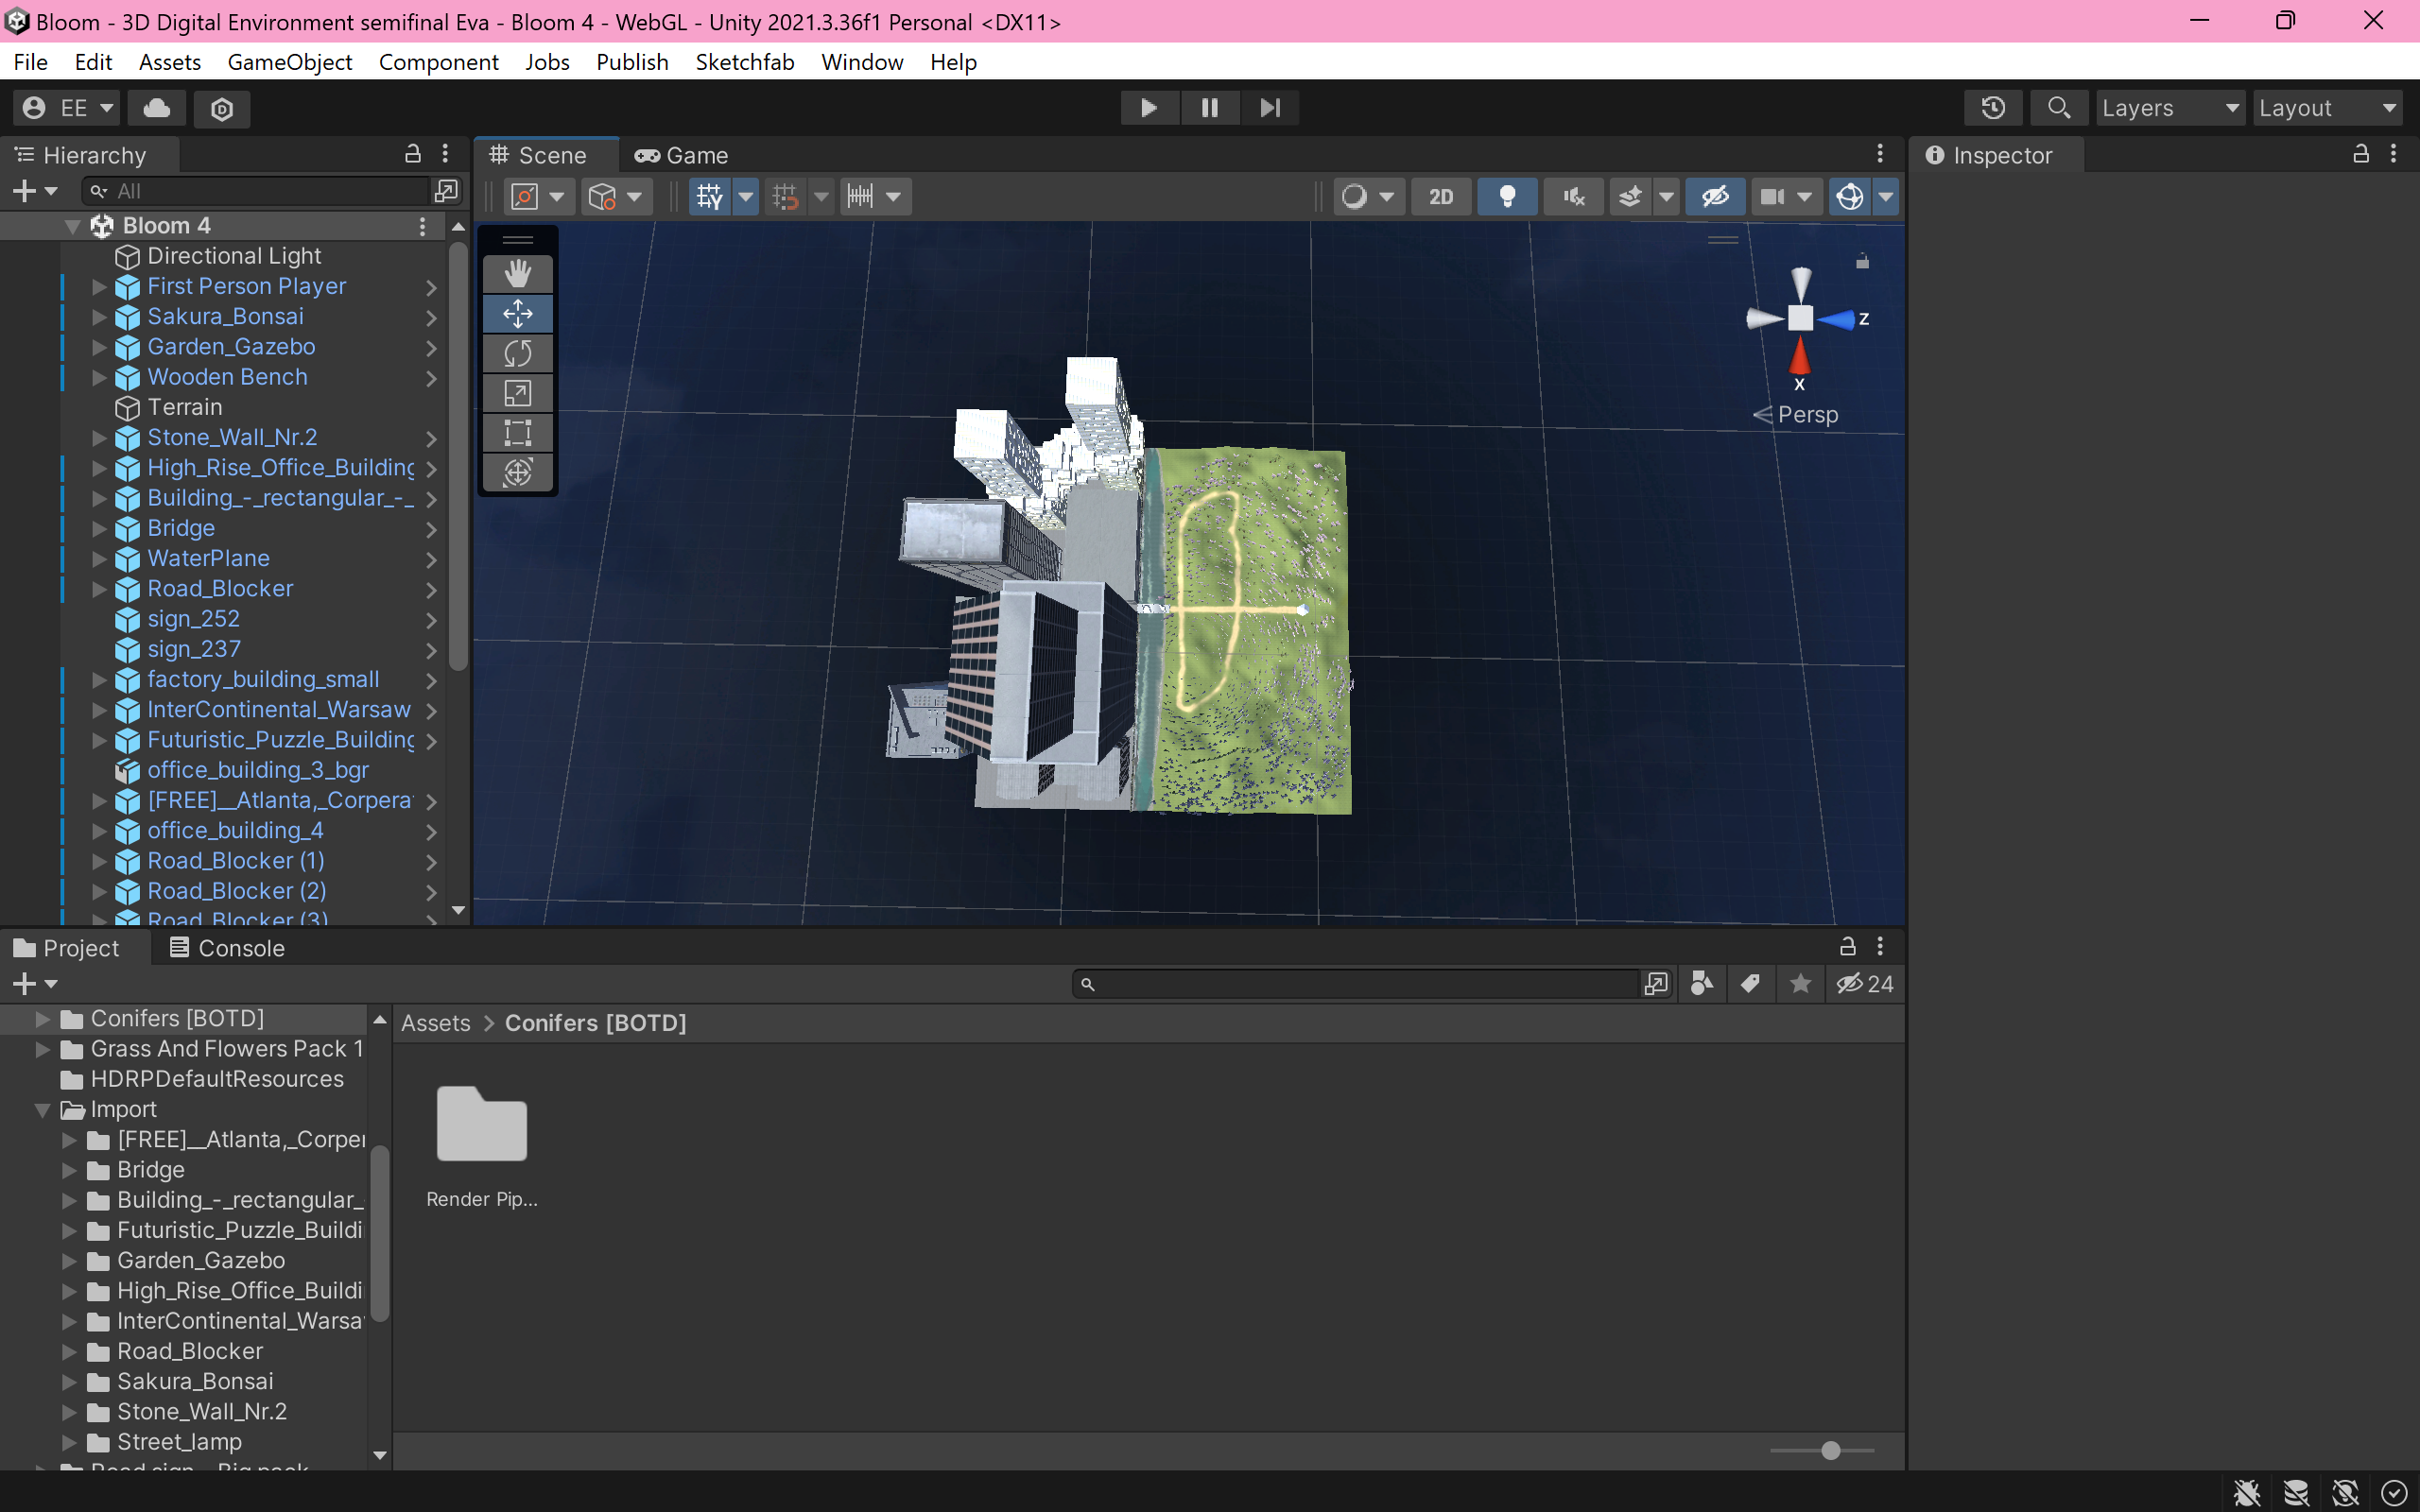 Bloom - 3D Digital Environment semifinal Eva - Bloom 4 - WebGL - Unity 2021.3.36f1 Personal <DX11>
File Edit Assets GameObject Component Jobs Publish Sketchfab Window Help
EE
Layers
Layout
Hierarchy
All
Bloom 4
Directional Light
First Person Player
Sakura_Bonsai
Garden_Gazebo
Wooden Bench
Terrain
Stone_Wall_Nr.2
High_Rise_Office_Building
Building_-_rectangular_-_
Bridge
WaterPlane
Road_Blocker
sign_252
sign_237
factory_building_small
InterContinental_Warsaw
Futuristic_Puzzle_Building
office_building_3_bgr
[FREE]__Atlanta,_Corpera
office_building_4
Road_Blocker (1)
Road_Blocker (2)
Road_Blocker (3)
Scene
Game
2D
z
x
Persp
Inspector
Project
Console
24
Conifers [BOTD]
Grass And Flowers Pack 1
HDRPDefaultResources
Import
[FREE]__Atlanta,_Corper
Bridge
Building_-_rectangular_
Futuristic_Puzzle_Buildi
Garden_Gazebo
High_Rise_Office_Buildi
InterContinental_Warsa
Road_Blocker
Sakura_Bonsai
Stone_Wall_Nr.2
Street_lamp
Assets > Conifers [BOTD]
Render Pip...